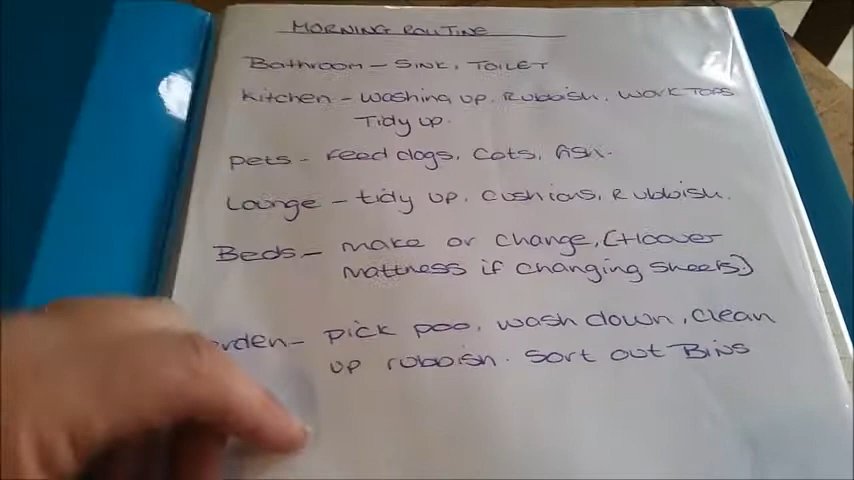 MORNING ROUTINE
Bathroom - SINK, TOILET
Kitchen - washing up, Rubbish, work Tops
Tidy up.
Pets - Feed dogs, Cats, fish.
Lounge - tidy up, cushions, Rubbish.
Beds - make or change, (Hoover
mattness if changing sheets)
rden - pick poo, wash down, clean
up rubbish. Sort out Bins